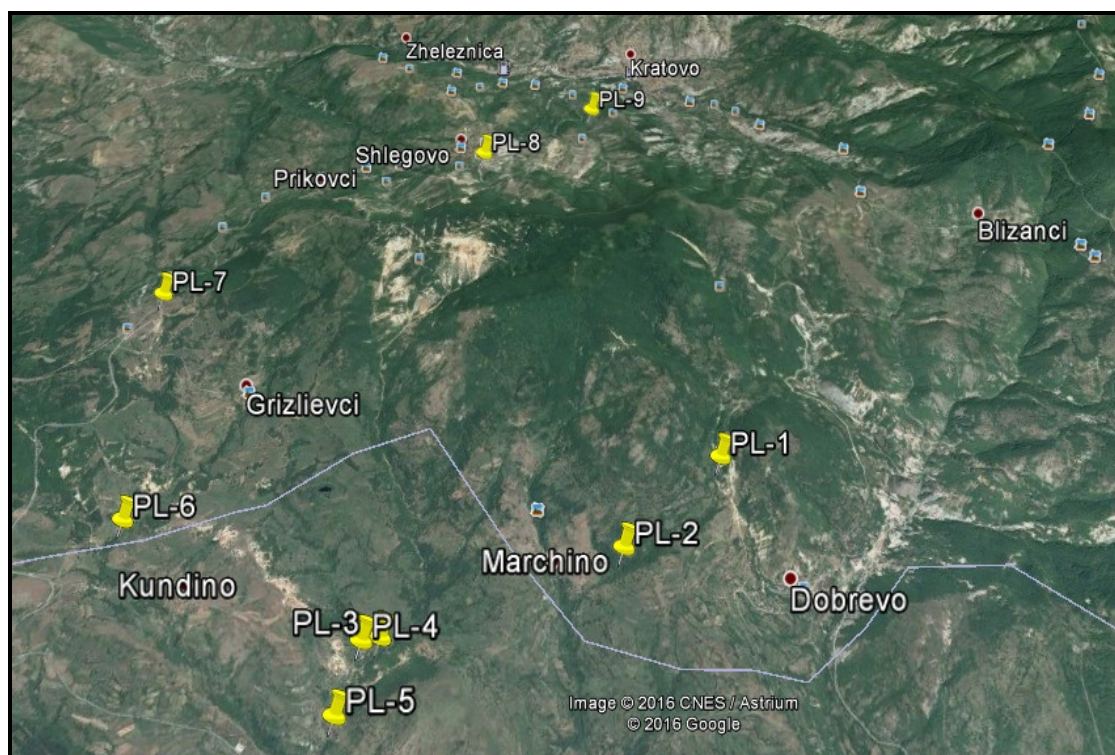 Zheleznica
Kratovo
PL-9
PL-8
Shlegovo
Prikovci
Blizanci
PL-7
Grizlievci
PL-1
PL-6
PL-2
Marchino
Kundino
Dobrevo
PL-3
PL-4
PL-5
Image © 2016 CNES / Astrium
© 2016 Google